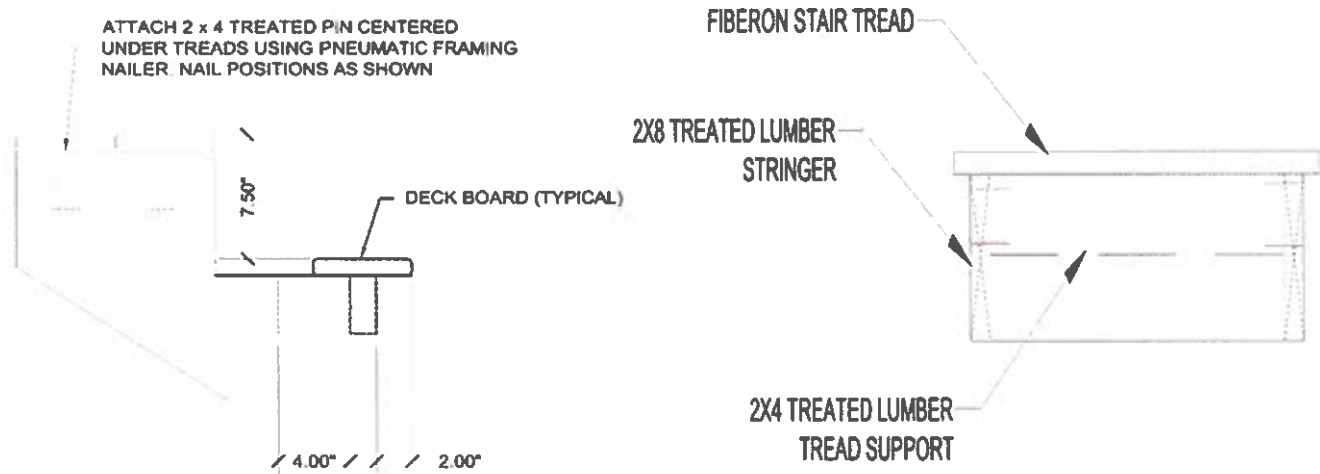 ATTACH 2 x 4 TREATED PIN CENTERED
UNDER TREADS USING PNEUMATIC FRAMING
NAILER. NAIL POSITIONS AS SHOWN
7.50"
DECK BOARD (TYPICAL)
4.00"
2.00"
FIBERON STAIR TREAD
2X8 TREATED LUMBER
STRINGER
2X4 TREATED LUMBER
TREAD SUPPORT